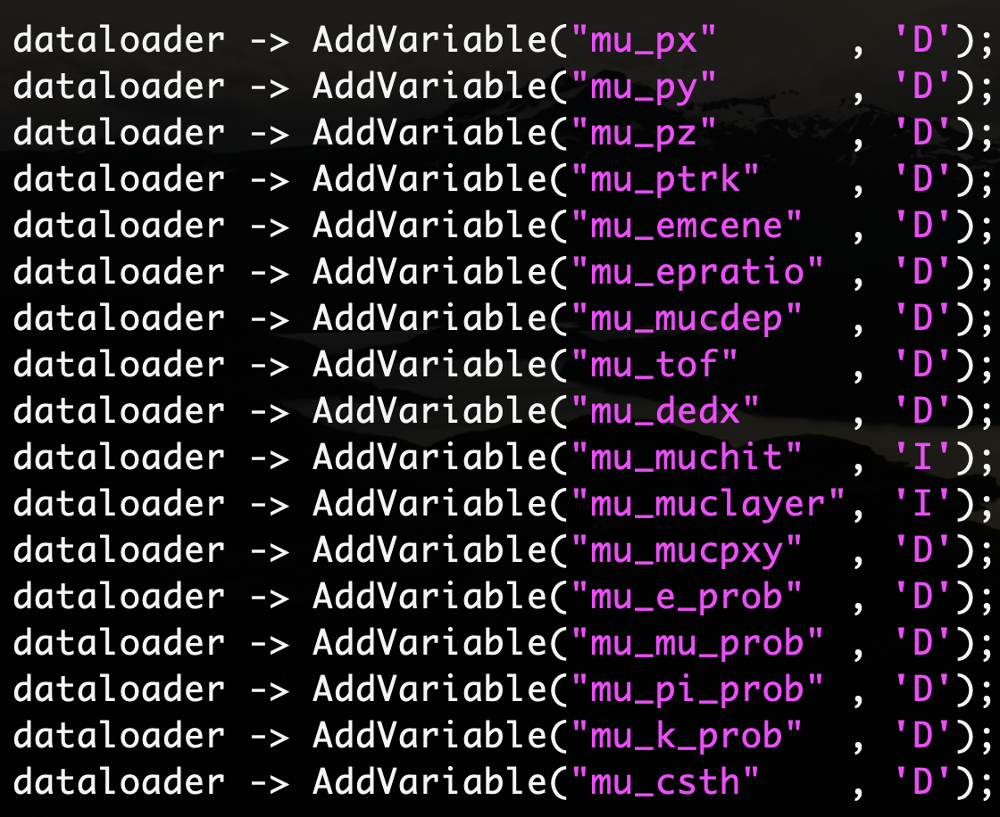 dataloader -> AddVariable("mu_px"      , 'D');
dataloader -> AddVariable("mu_py"      , 'D');
dataloader -> AddVariable("mu_pz"      , 'D');
dataloader -> AddVariable("mu_ptrk"    , 'D');
dataloader -> AddVariable("mu_emcene"  , 'D');
dataloader -> AddVariable("mu_epratio" , 'D');
dataloader -> AddVariable("mu_mucdep"  , 'D');
dataloader -> AddVariable("mu_tof"     , 'D');
dataloader -> AddVariable("mu_dedx"    , 'D');
dataloader -> AddVariable("mu_muchit"  , 'I');
dataloader -> AddVariable("mu_muclayer", 'I');
dataloader -> AddVariable("mu_mucpxy"  , 'D');
dataloader -> AddVariable("mu_e_prob"  , 'D');
dataloader -> AddVariable("mu_mu_prob" , 'D');
dataloader -> AddVariable("mu_pi_prob" , 'D');
dataloader -> AddVariable("mu_k_prob"  , 'D');
dataloader -> AddVariable("mu_csth"    , 'D');